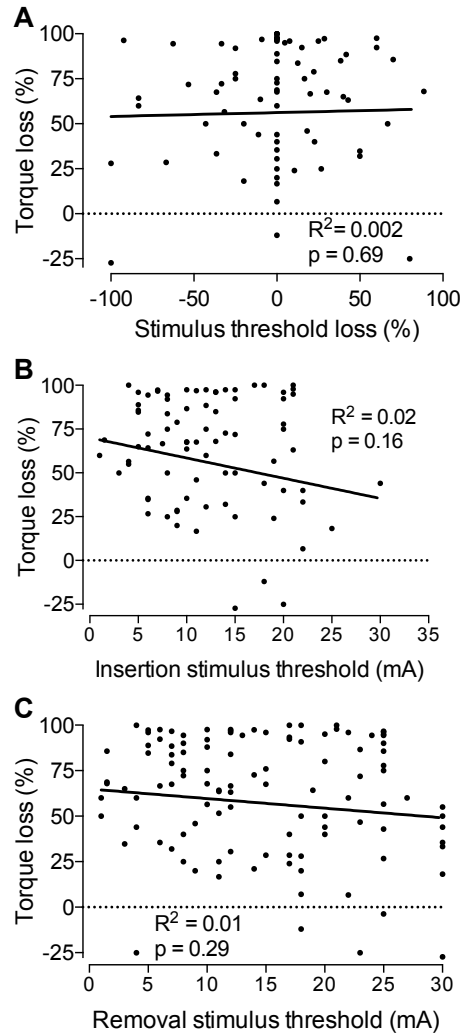 A
Torque loss (%)
100
75
50
25
0
-25
R²= 0.002
p = 0.69
-100
-50
0
50
100
Stimulus threshold loss (%)
B
Torque loss (%)
100
75
50
25
0
-25
R² = 0.02
p = 0.16
0
5
10
15
20
25
30
35
Insertion stimulus threshold (mA)
C
Torque loss (%)
100
75
50
25
0
-25
R² = 0.01
p = 0.29
0
5
10
15
20
25
30
Removal stimulus threshold (mA)